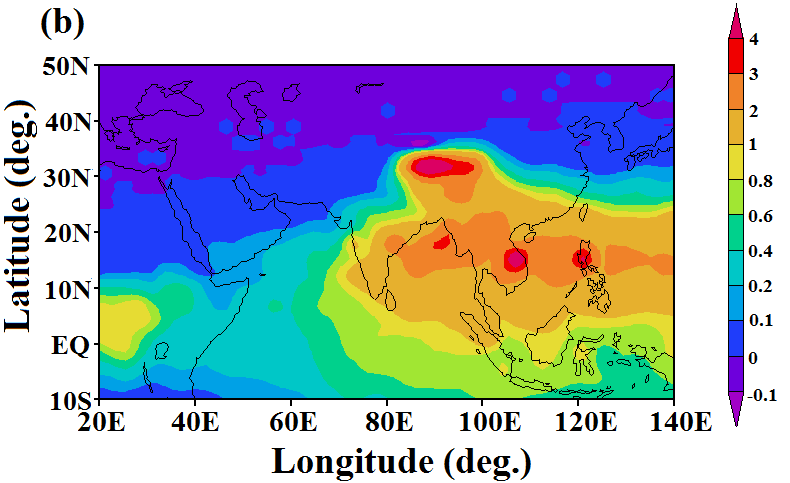 (b)
50N
40N
30N
20N
10N
EQ
10S
20E 40E 60E 80E 100E 120E 140E
Latitude (deg.)
Longitude (deg.)
4
3
2
1
0.8
0.6
0.4
0.2
0.1
0
-0.1